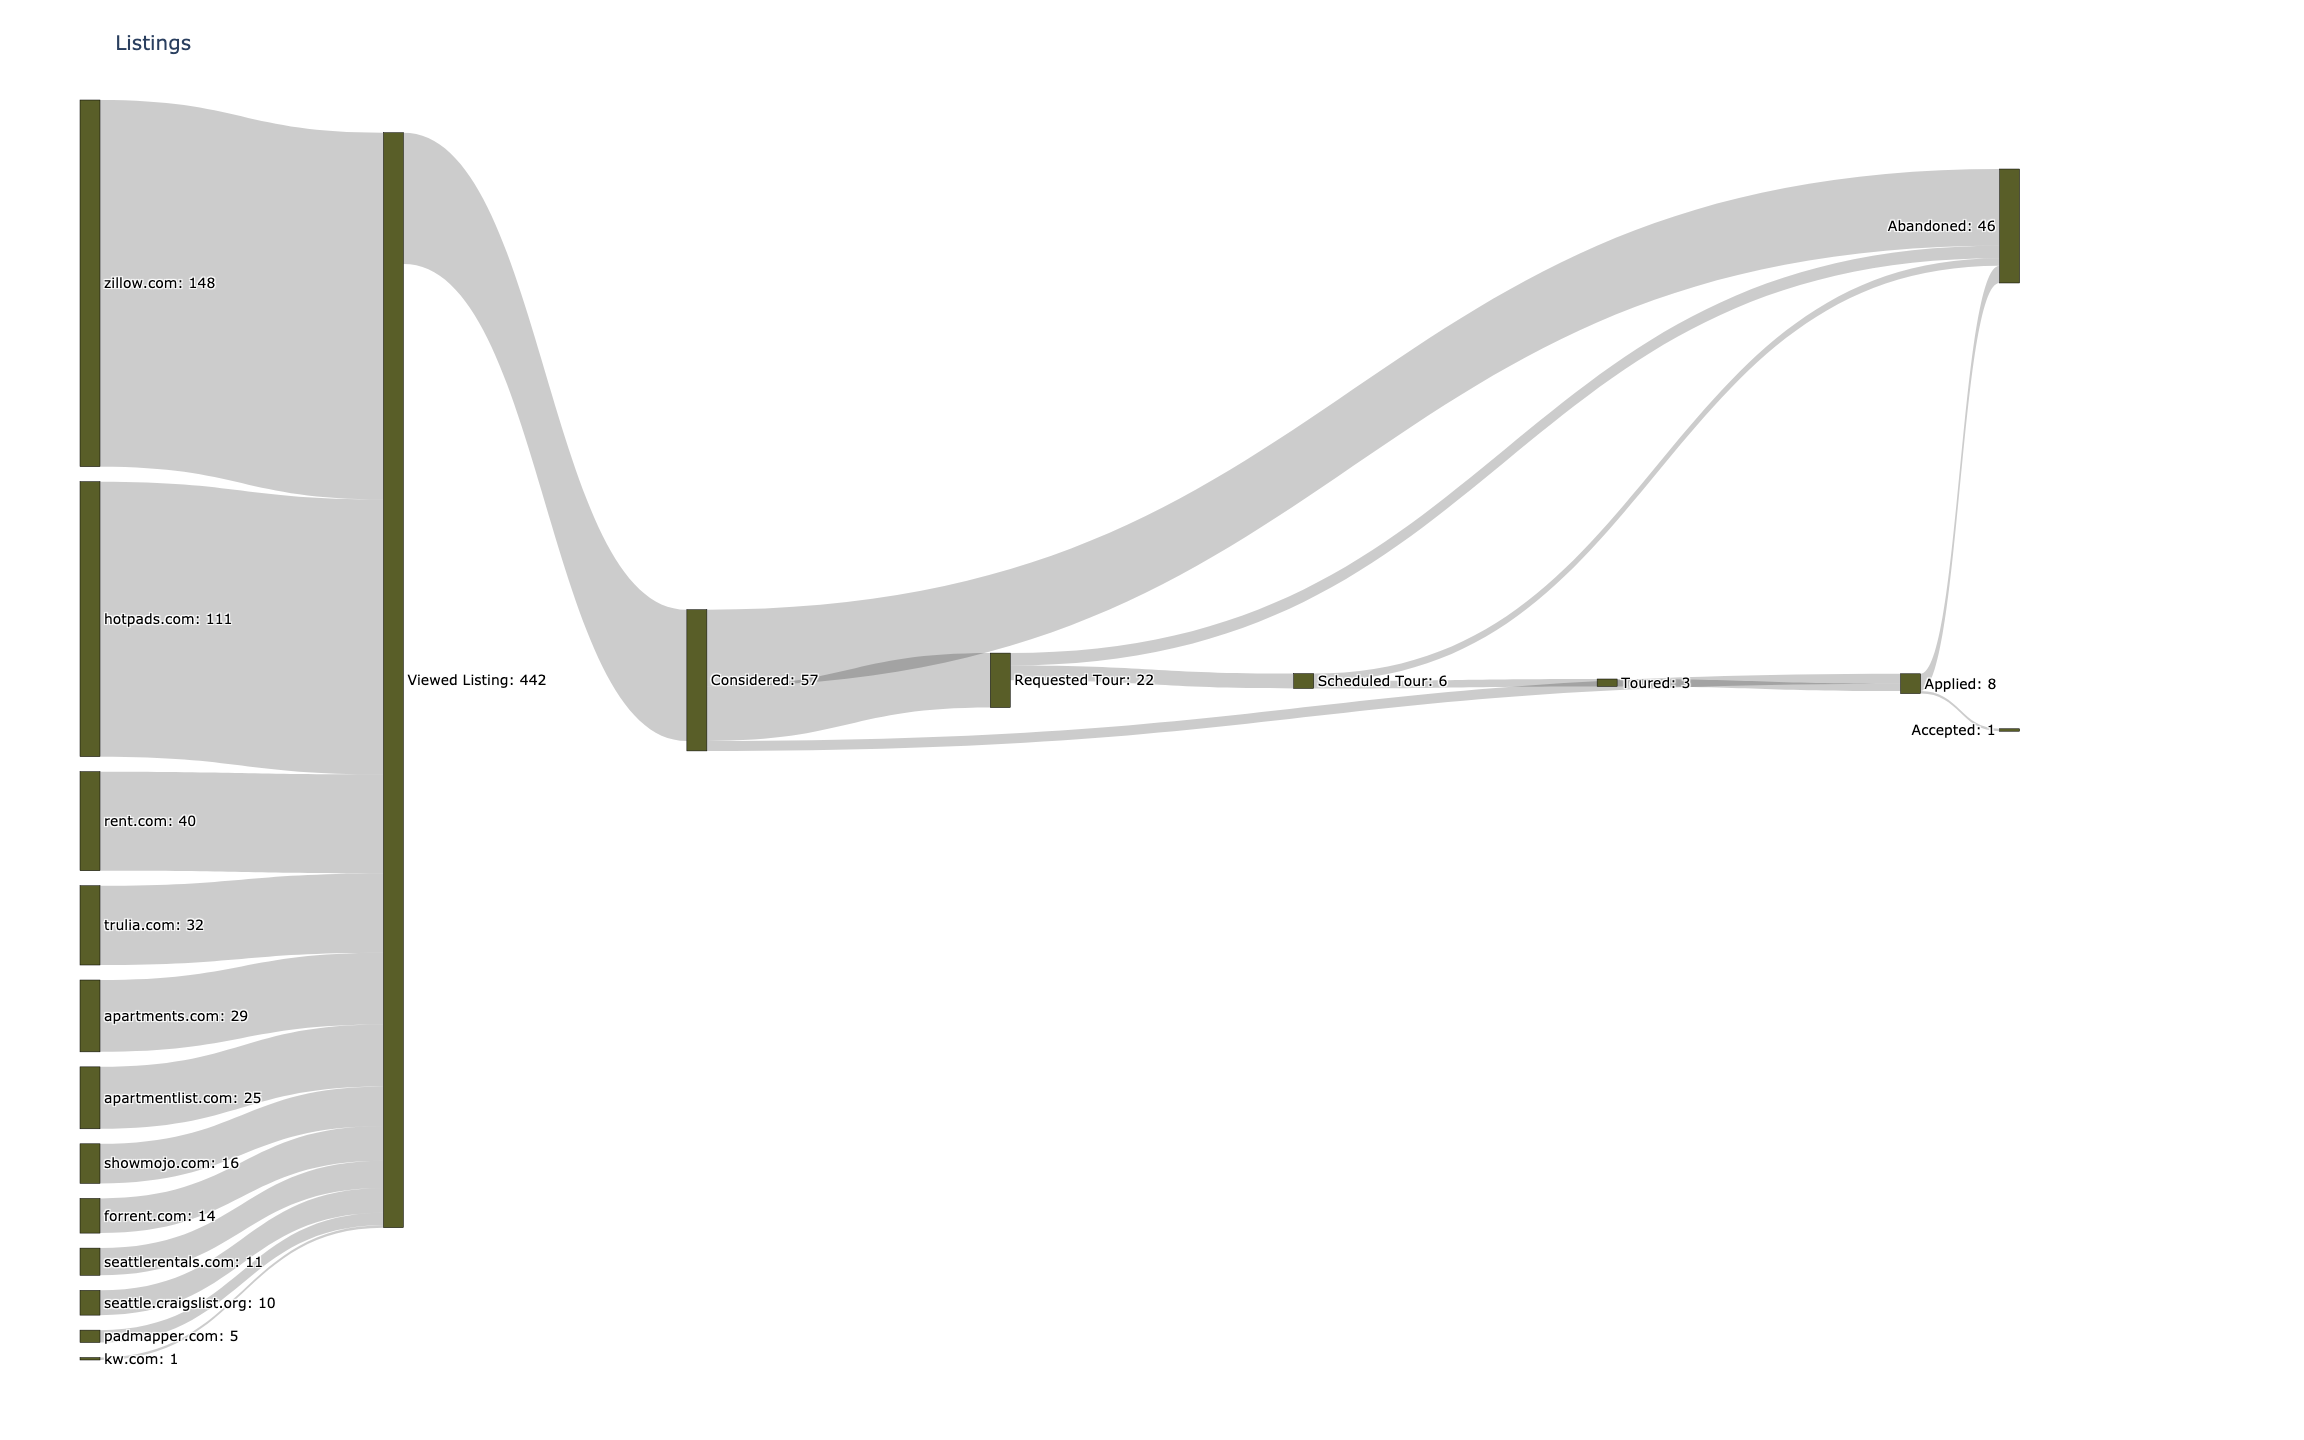 Listings
zillow.com: 148
hotpads.com: 111
rent.com: 40
trulia.com: 32
apartments.com: 29
apartmentlist.com: 25
showmojo.com: 16
forrent.com: 14
seattlerentals.com: 11
seattle.craigslist.org: 10
padmapper.com: 5
kw.com: 1
Viewed Listing: 442
Considered: 57
Requested Tour: 22
Scheduled Tour: 6
Toured: 3
Applied: 8
Abandoned: 46
Accepted: 1